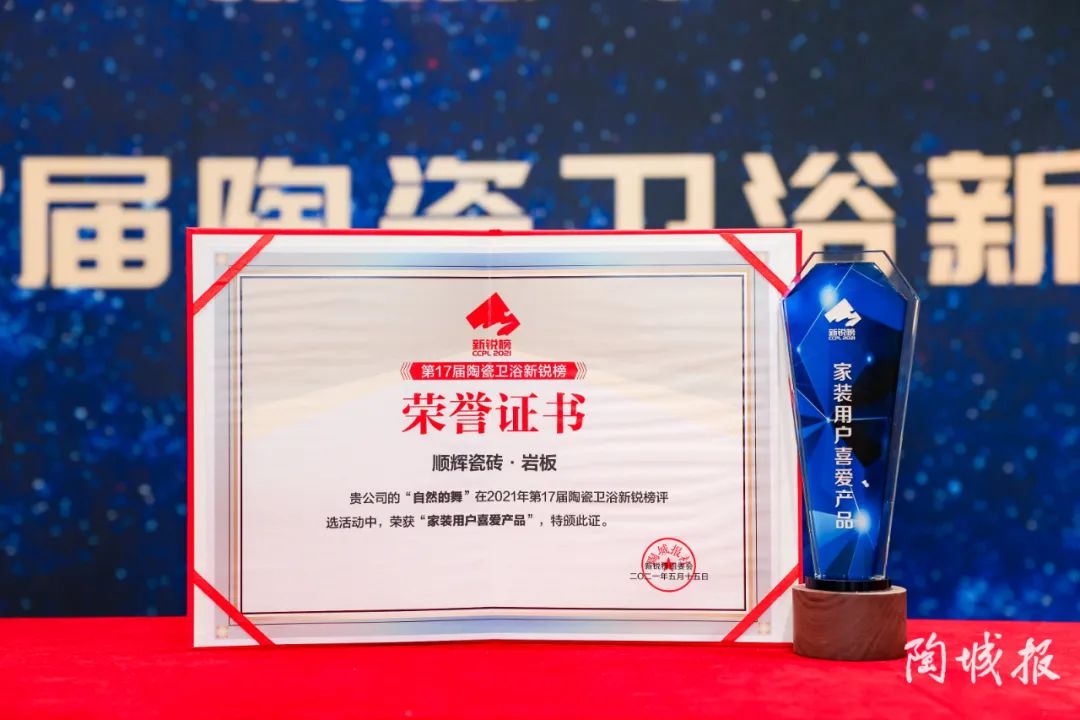 届陶瓷卫浴新
新锐榜
CCPL 2021
第17届陶瓷卫浴新锐榜
荣誉证书
顺辉瓷砖·岩板
贵公司的“自然的舞”在2021年第17届陶瓷卫浴新锐榜评
选活动中，荣获“家装用户喜爱产品”，特颁此证。
陶城报社
新锐榜组委会
二〇二一年五月十五日
新锐榜
CCPL 2021
家装用户喜爱产品
陶城报